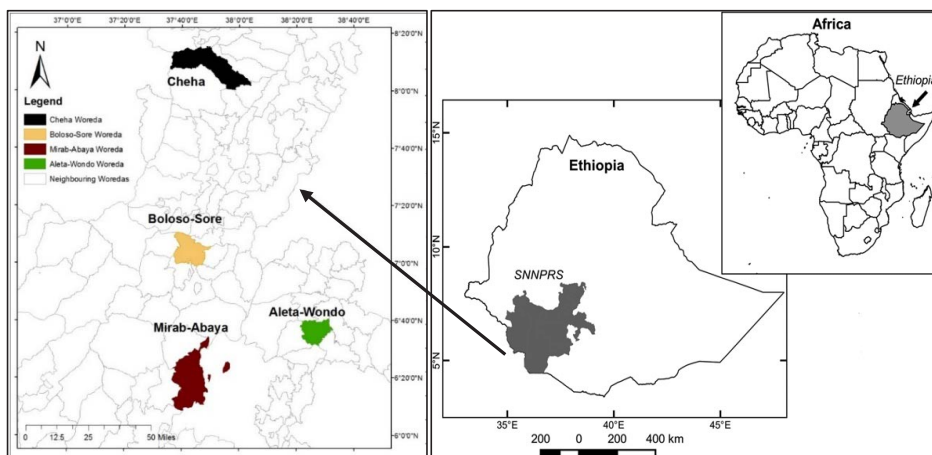 37°0'0"E 37°20'0"E 37°40'0"E 38°0'0"E 38°20'0"E 38°40'0"E
N
Cheha
Legend
Cheha Woreda
Boloso-Sore Woreda
Mirab-Abaya Woreda
Aleta-Wondo Woreda
Neighbouring Woredas
Boloso-Sore
Aleta-Wondo
Mirab-Abaya
0 12.5 25 50 Miles
8°20'0"N
8°0'0"N
7°40'0"N
7°20'0"N
7°0'0"N
6°40'0"N
6°20'0"N
6°0'0"N
15°N
10°N
5°N
Ethiopia
SNNPRS
35°E 40°E 45°E
200 0 200 400 km
Africa
Ethiopia